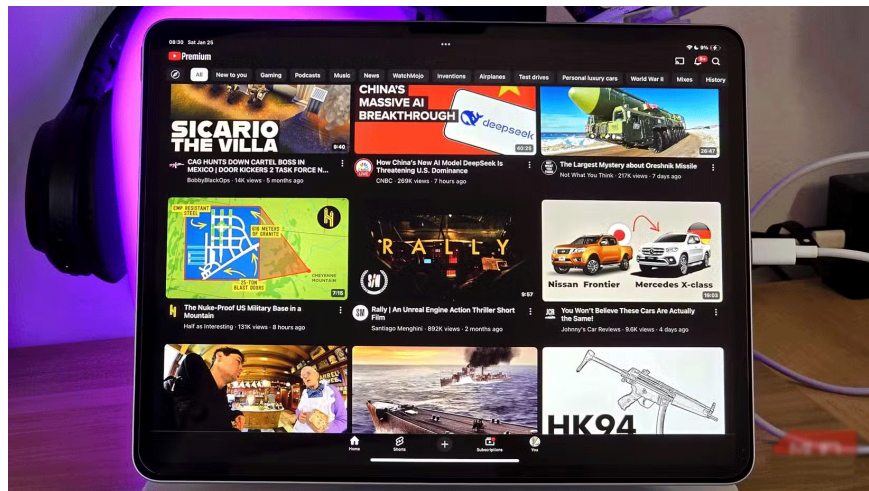 08:30 Sat Jan 25
9%
Premium
All New to you Gaming Podcasts Music News WatchMojo Inventions Airplanes Test drives Personal luxury cars World War II Mixes History
SICARIO
THE VILLA
9:40
CHINA'S
MASSIVE AI
BREAKTHROUGH
deepseek
40:25
26:47
CAG HUNTS DOWN CARTEL BOSS IN
MEXICO | DOOR KICKERS 2 TASK FORCE N...
BobbyBlackOps · 14K views · 5 months ago
How China's New AI Model DeepSeek Is
Threatening U.S. Dominance
CNBC · 269K views · 7 hours ago
The Largest Mystery about Oreshnik Missile
Not What You Think · 217K views · 7 days ago
EMP RESISTANT
STEEL
610 METERS
OF GRANITE
CHEYENNE
MOUNTAIN
25-TON
BLAST DOORS
7:15
RALLY
SW
9:57
Nissan Frontier Mercedes X-class
19:03
The Nuke-Proof US Military Base in a
Mountain
Half as Interesting · 131K views · 8 hours ago
SM
Rally | An Unreal Engine Action Thriller Short
Film
Santiago Menghini · 892K views · 2 months ago
JCR
You Won't Believe These Cars Are Actually
the Same!
Johnny's Car Reviews · 9.6K views · 4 days ago
HK94
Home Shorts Subscriptions You